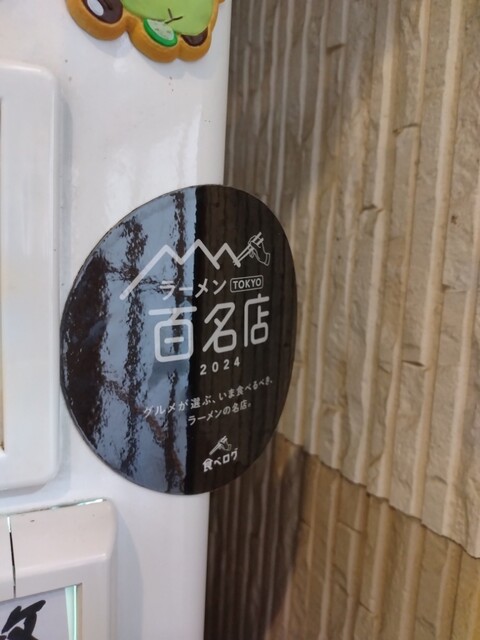 ラーメン TOKYO
百名店
2024
グルメが選ぶ、いま食べるべき、
ラーメンの名店。
食べログ